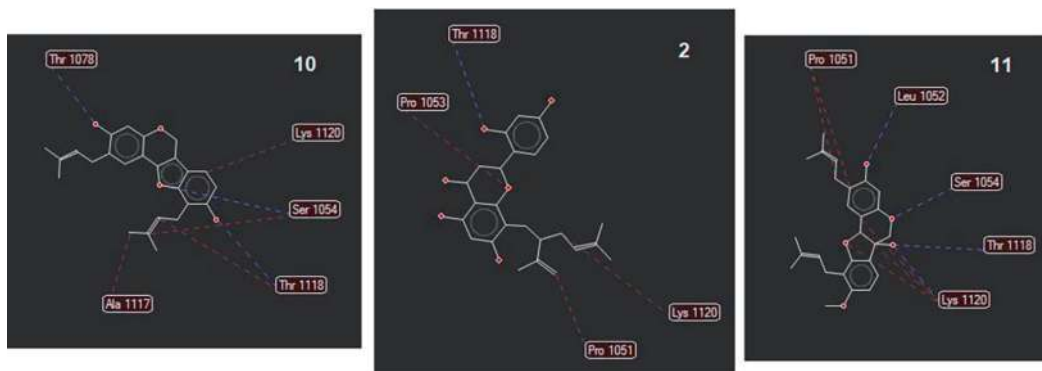 Thr 1078
10
Lys 1120
Ser 1054
Thr 1118
Ala 1117
Thr 1118
2
Pro 1053
Lys 1120
Pro 1051
Pro 1051
11
Leu 1052
Ser 1054
Thr 1118
Lys 1120